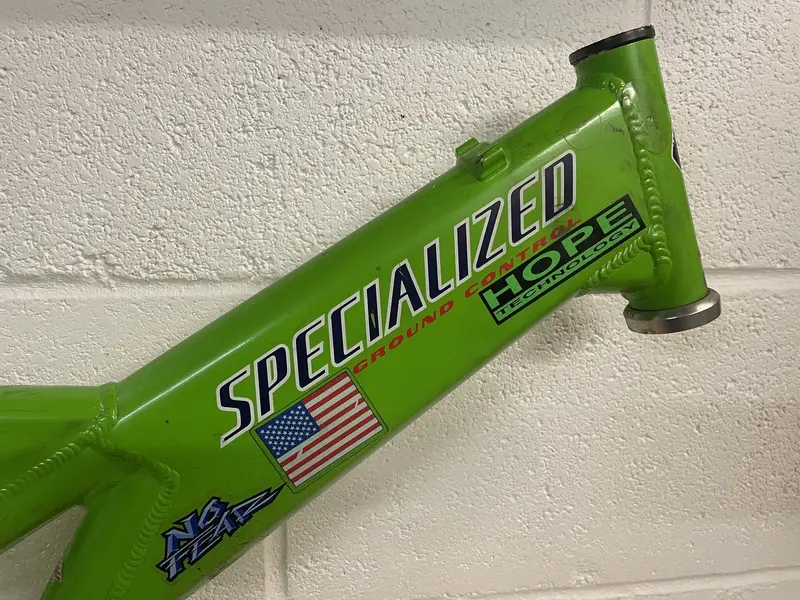 SPECIALIZED
GROUND CONTROL
HOPE
TECHNOLOGY
NO
FEAR